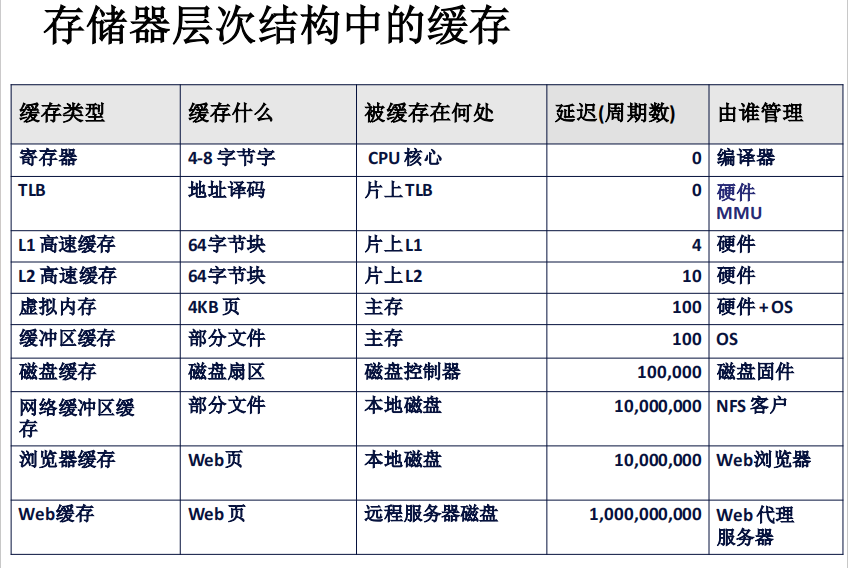 存储器层次结构中的缓存
缓存类型 缓存什么 被缓存在何处 延迟(周期数) 由谁管理
寄存器 4-8 字节字 CPU 核心 0 编译器
TLB 地址译码 片上 TLB 0 硬件
MMU
L1 高速缓存 64字节块 片上 L1 4 硬件
L2 高速缓存 64字节块 片上 L2 10 硬件
虚拟内存 4KB 页 主存 100 硬件 + OS
缓冲区缓存 部分文件 主存 100 OS
磁盘缓存 磁盘扇区 磁盘控制器 100,000 磁盘固件
网络缓冲区缓 部分文件 本地磁盘 10,000,000 NFS 客户
存
浏览器缓存 Web页 本地磁盘 10,000,000 Web浏览器
Web缓存 Web 页 远程服务器磁盘 1,000,000,000 Web 代理
服务器